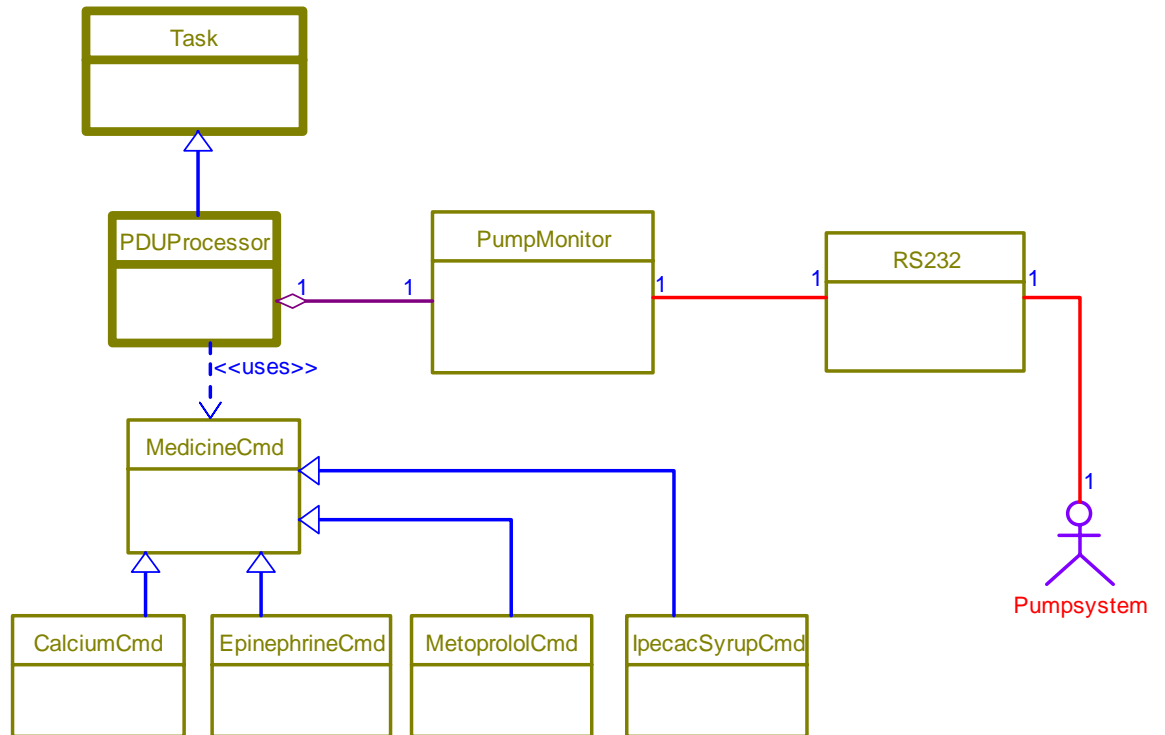 Task
PDUProcessor
PumpMonitor
RS232
1
1
1
1
1
<<uses>>
MedicineCmd
1
Pumpsystem
CalciumCmd
EpinephrineCmd
MetoprololCmd
IpecacSyrupCmd